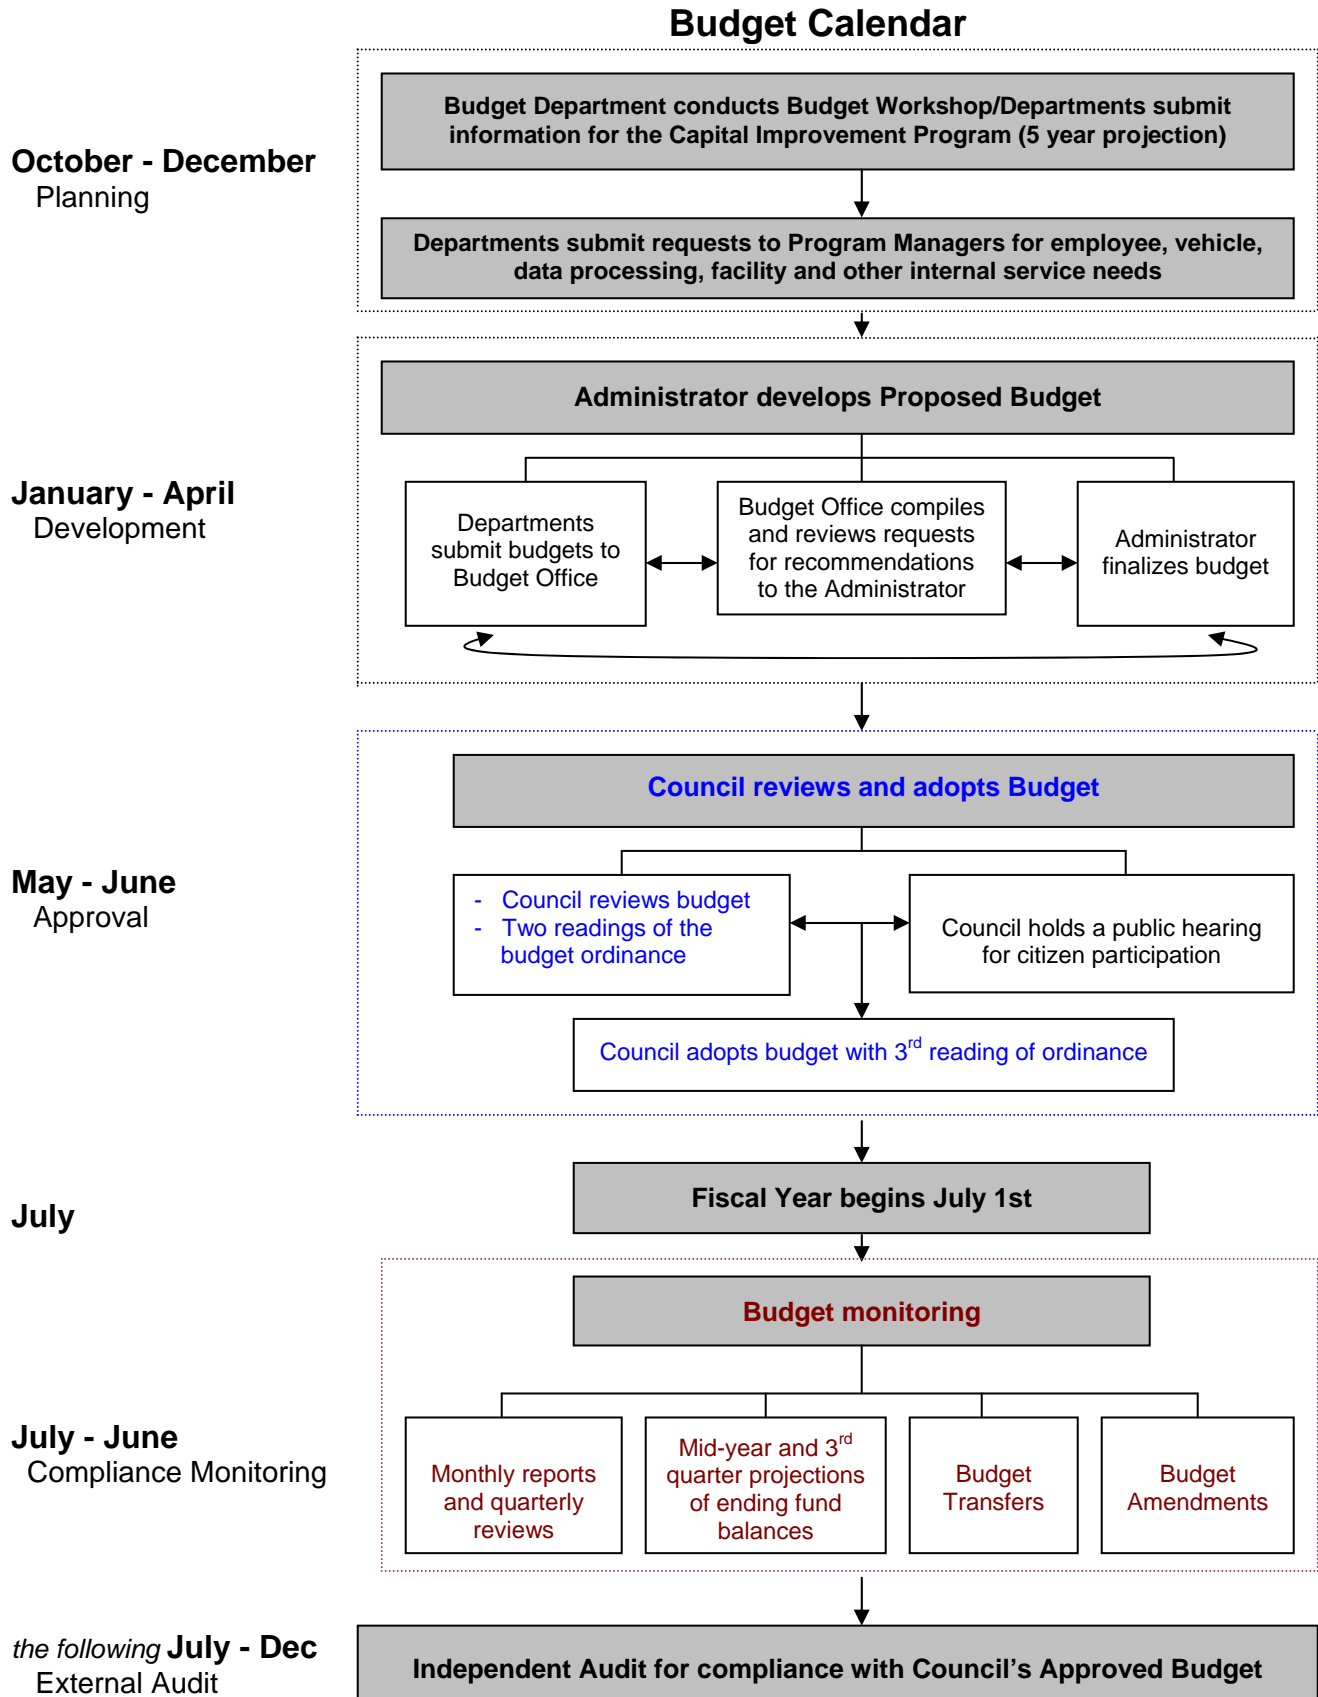 Budget Calendar
October - December
Planning
Budget Department conducts Budget Workshop/Departments submit
information for the Capital Improvement Program (5 year projection)
Departments submit requests to Program Managers for employee, vehicle,
data processing, facility and other internal service needs
January - April
Development
Administrator develops Proposed Budget
Departments
submit budgets to
Budget Office
Budget Office compiles
and reviews requests
for recommendations
to the Administrator
Administrator
finalizes budget
May - June
Approval
Council reviews and adopts Budget
- Council reviews budget
- Two readings of the
budget ordinance
Council holds a public hearing
for citizen participation
Council adopts budget with 3rd reading of ordinance
July
Fiscal Year begins July 1st
July - June
Compliance Monitoring
Budget monitoring
Monthly reports
and quarterly
reviews
Mid-year and 3rd
quarter projections
of ending fund
balances
Budget
Transfers
Budget
Amendments
the following July - Dec
External Audit
Independent Audit for compliance with Council's Approved Budget